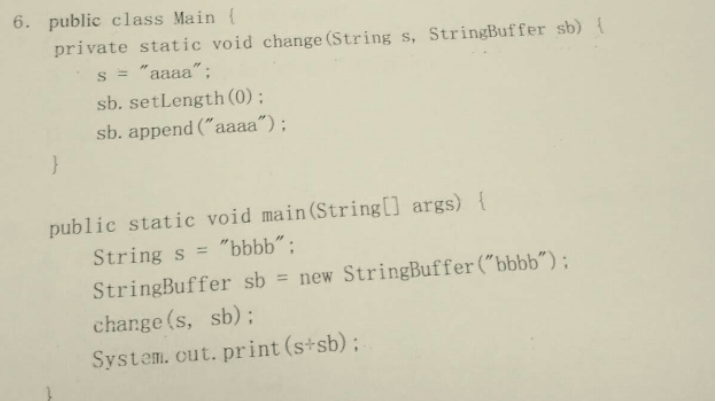 6. public class Main {
private static void change(String s, StringBuffer sb) {
s = "aaaa";
sb. setLength(0);
sb. append("aaaa");
}
public static void main(String[] args) {
String s = "bbbb";
StringBuffer sb = new StringBuffer("bbbb");
change(s, sb);
System. out. print(s+sb);
}